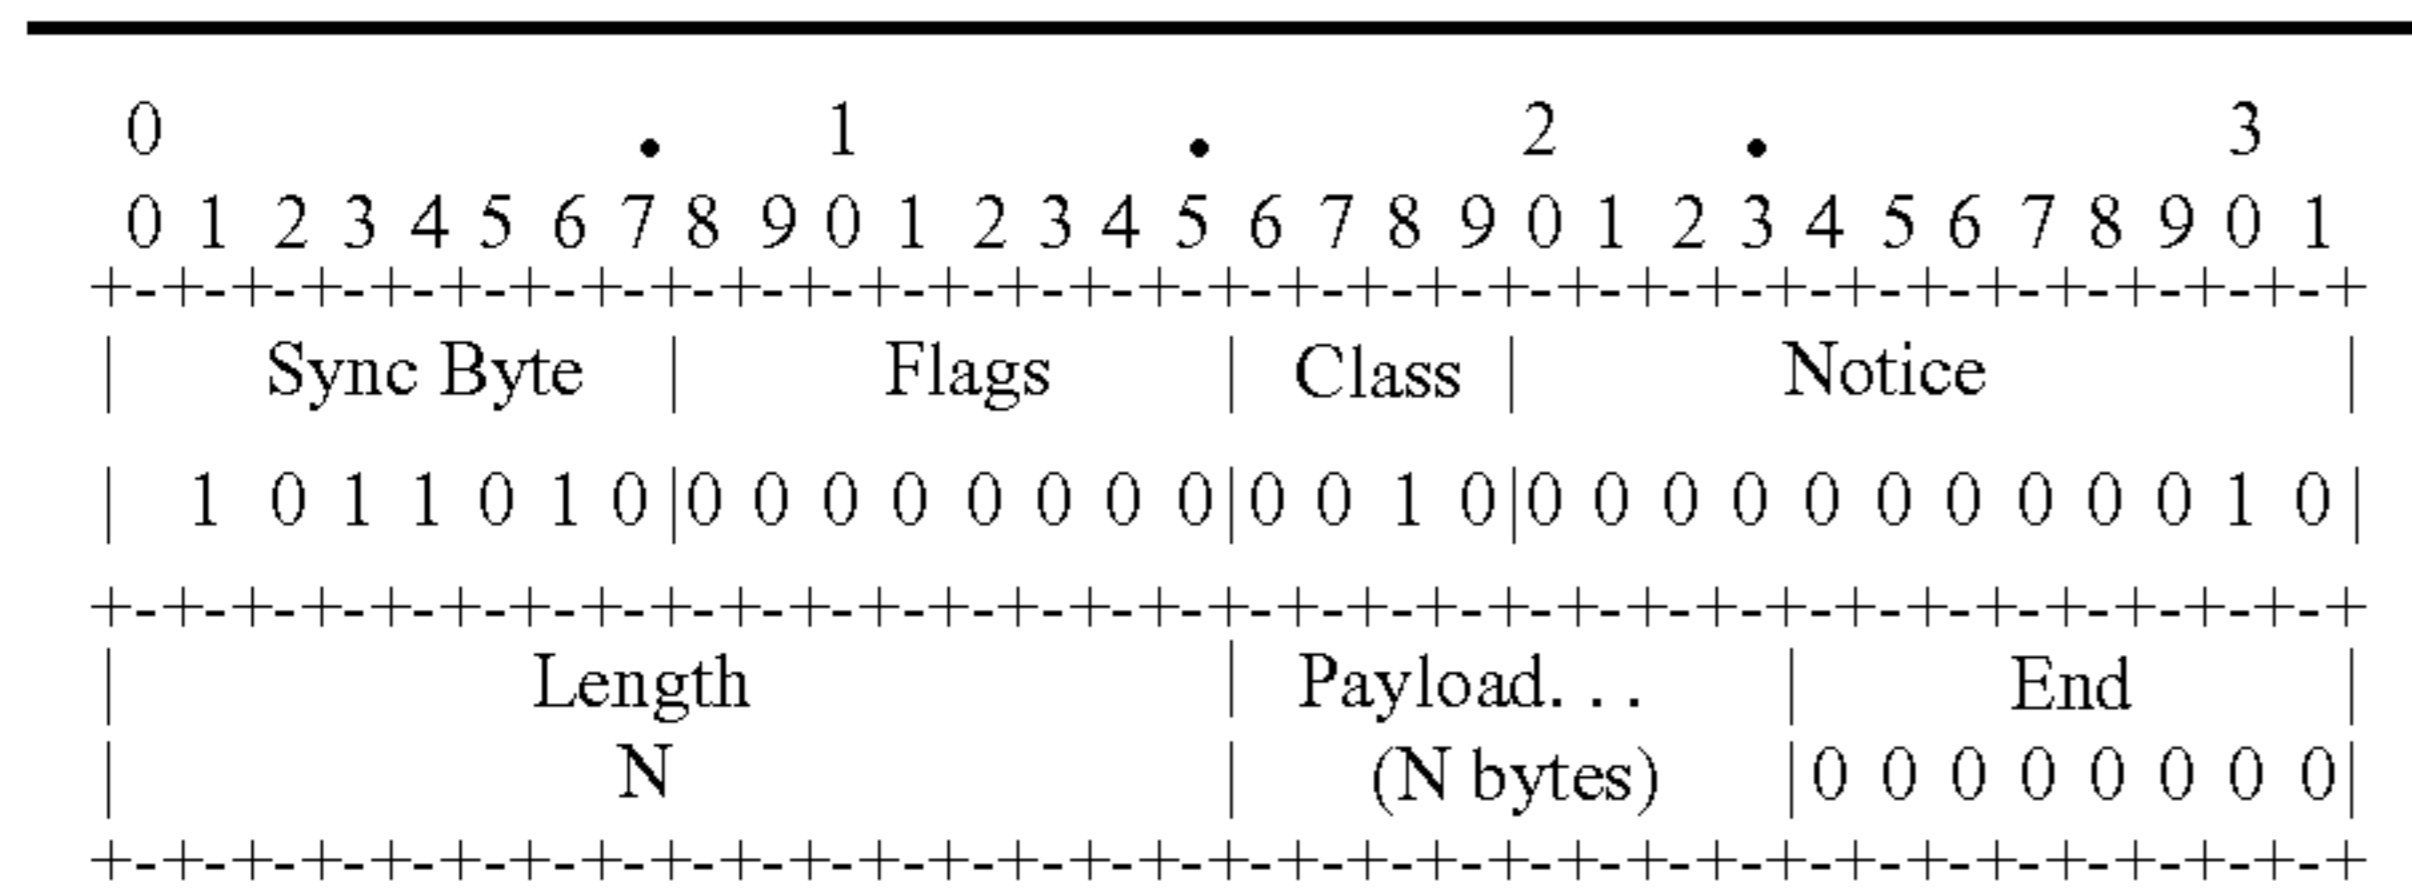 0 . 1 . 2 . 3
0 1 2 3 4 5 6 7 8 9 0 1 2 3 4 5 6 7 8 9 0 1 2 3 4 5 6 7 8 9 0 1
+-+-+-+-+-+-+-+-+-+-+-+-+-+-+-+-+-+-+-+-+-+-+-+-+-+-+-+-+-+-+-+-+
| Sync Byte | Flags | Class | Notice |
| 1 0 1 1 0 1 0|0 0 0 0 0 0 0 0|0 0 1 0|0 0 0 0 0 0 0 0 0 0 1 0|
+-+-+-+-+-+-+-+-+-+-+-+-+-+-+-+-+-+-+-+-+-+-+-+-+-+-+-+-+-+-+-+-+
| Length | Payload. . . | End |
| N | (N bytes) |0 0 0 0 0 0 0 0|
+-+-+-+-+-+-+-+-+-+-+-+-+-+-+-+-+-+-+-+-+-+-+-+-+-+-+-+-+-+-+-+-+